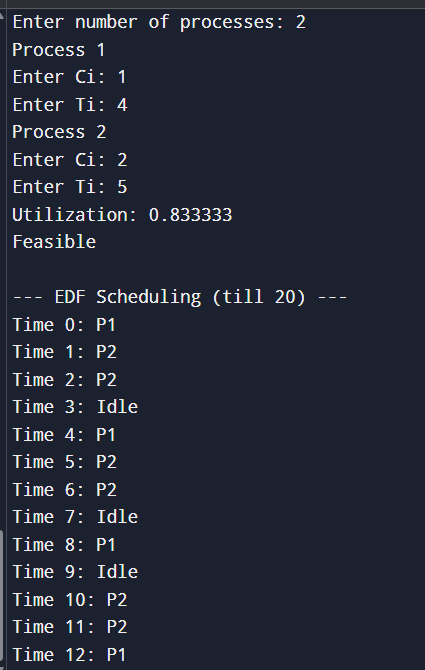 Enter number of processes: 2
Process 1
Enter Ci: 1
Enter Ti: 4
Process 2
Enter Ci: 2
Enter Ti: 5
Utilization: 0.833333
Feasible
--- EDF Scheduling (till 20) ---
Time 0: P1
Time 1: P2
Time 2: P2
Time 3: Idle
Time 4: P1
Time 5: P2
Time 6: P2
Time 7: Idle
Time 8: P1
Time 9: Idle
Time 10: P2
Time 11: P2
Time 12: P1